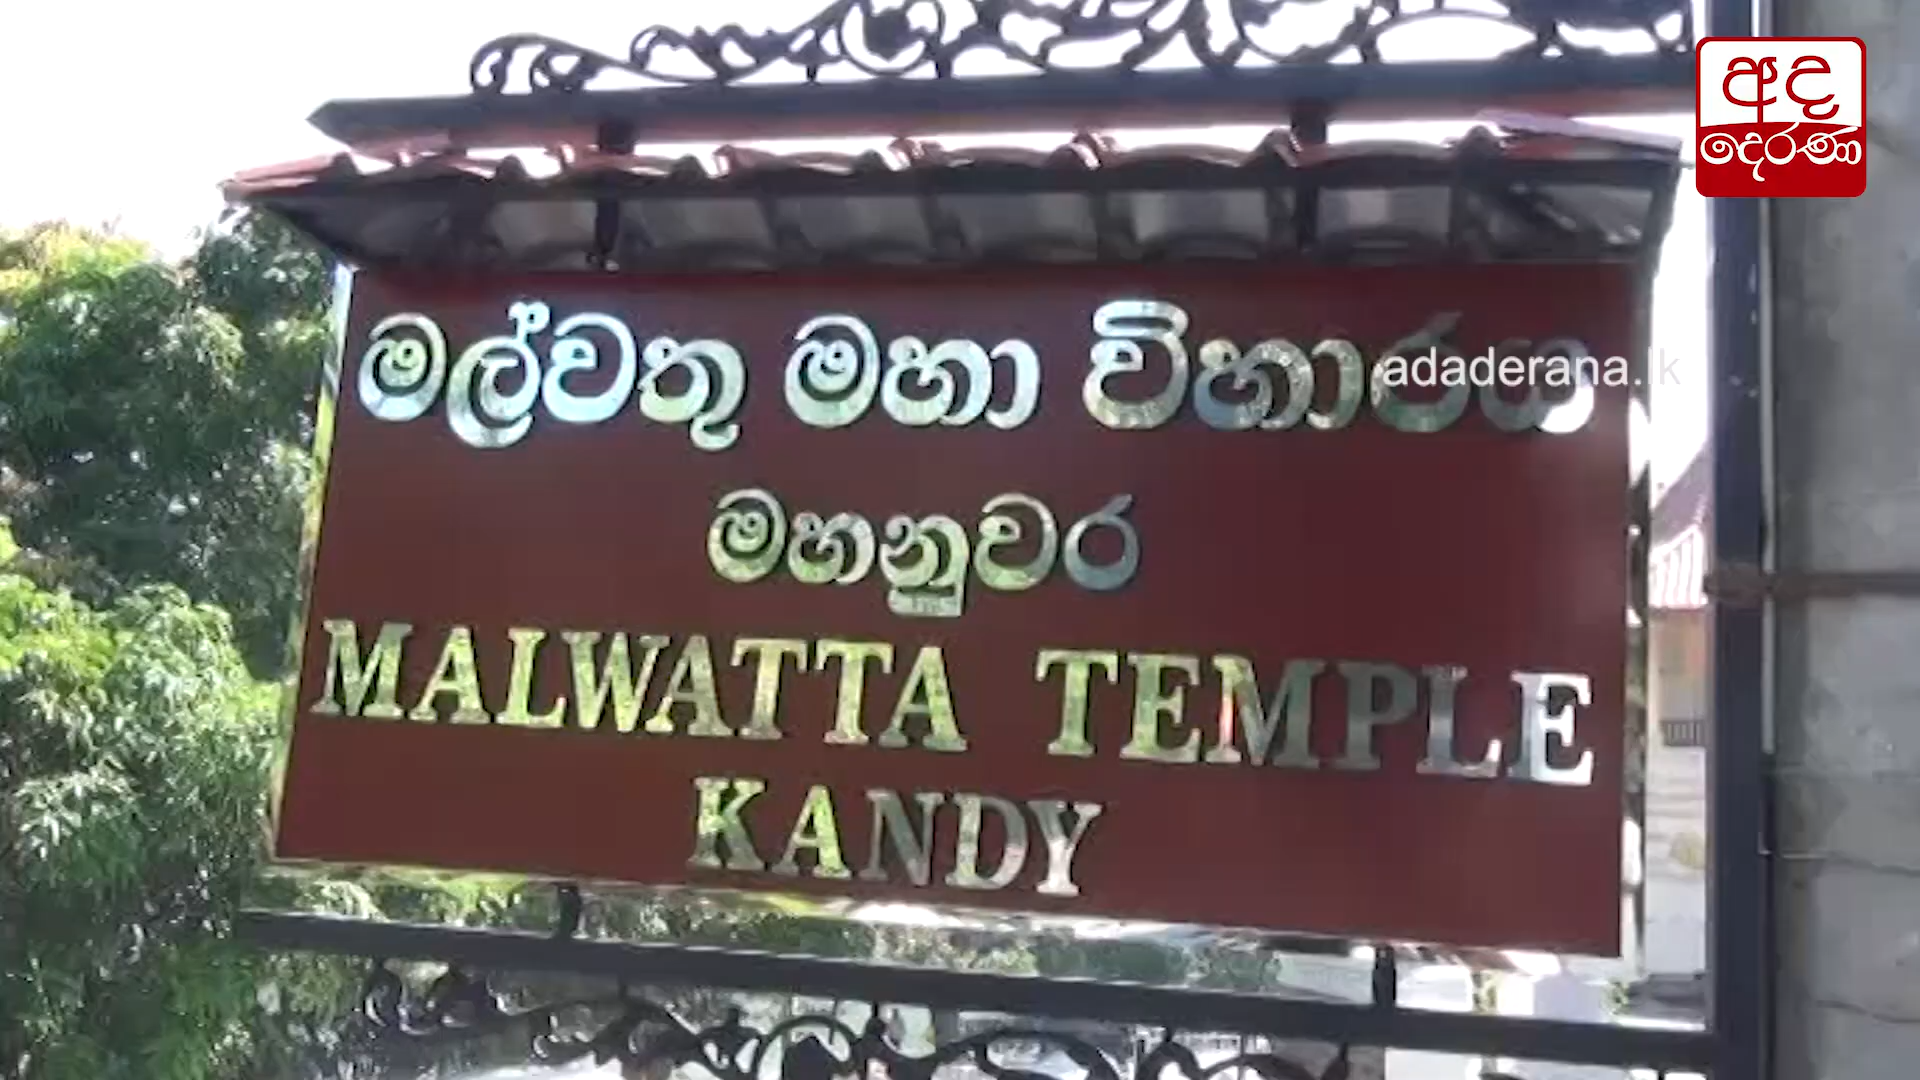 අද
දෙරණ
මල්වතු මහා විහාරය
adaderana.lk
මහනුවර
MALWATTA TEMPLE
KANDY